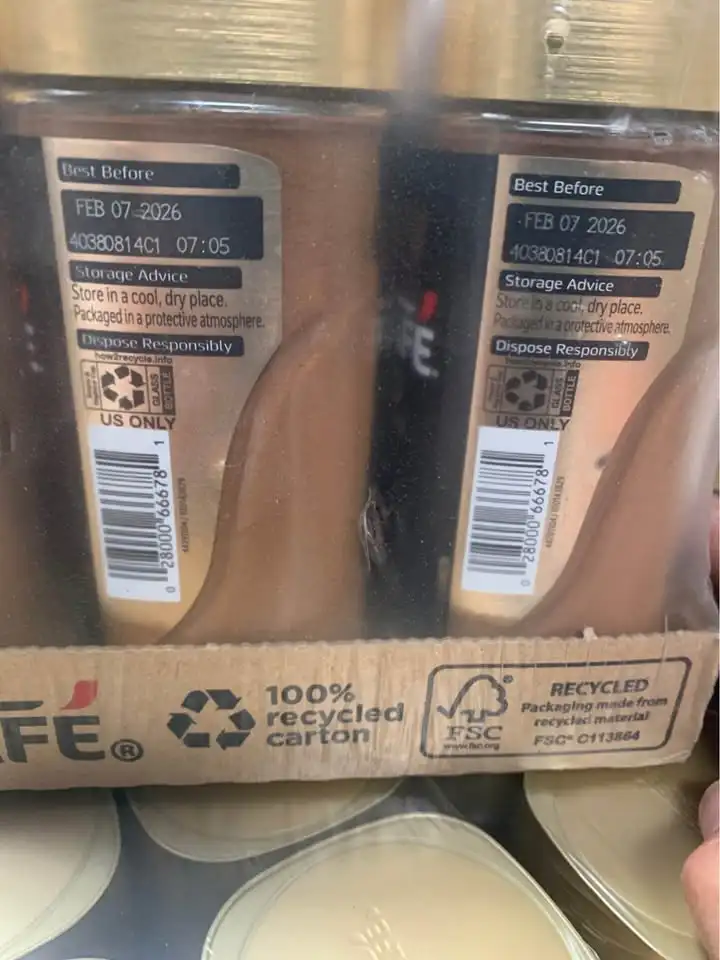 Best Before
FEB 07 2026
40380814C1 07:05
Storage Advice
Store in a cool, dry place.
Packaged in a protective atmosphere.
Dispose Responsibly
how2recycle.info
GLASS
BOTTLE
US ONLY
0 28000 66678 1
Best Before
FEB 07 2026
40380814C1 07:05
Storage Advice
Store in a cool, dry place.
Packaged in a protective atmosphere.
Dispose Responsibly
GLASS
BOTTLE
US ONLY
0 28000 66678 1
FÉ®
100%
recycled
carton
FSC®
www.fsc.org
RECYCLED
Packaging made from
recycled material
FSC® C113864